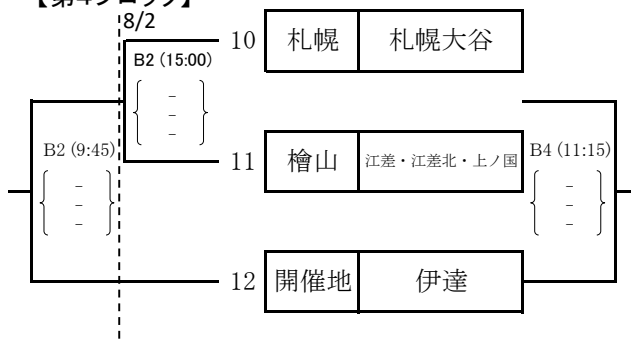 【第4ブロック】
8/2
10 札幌 札幌大谷
B2 (15:00)
-
-
-
B2 (9:45)
-
-
-
11 檜山 江差・江差北・上ノ国
B4 (11:15)
-
-
-
12 開催地 伊達